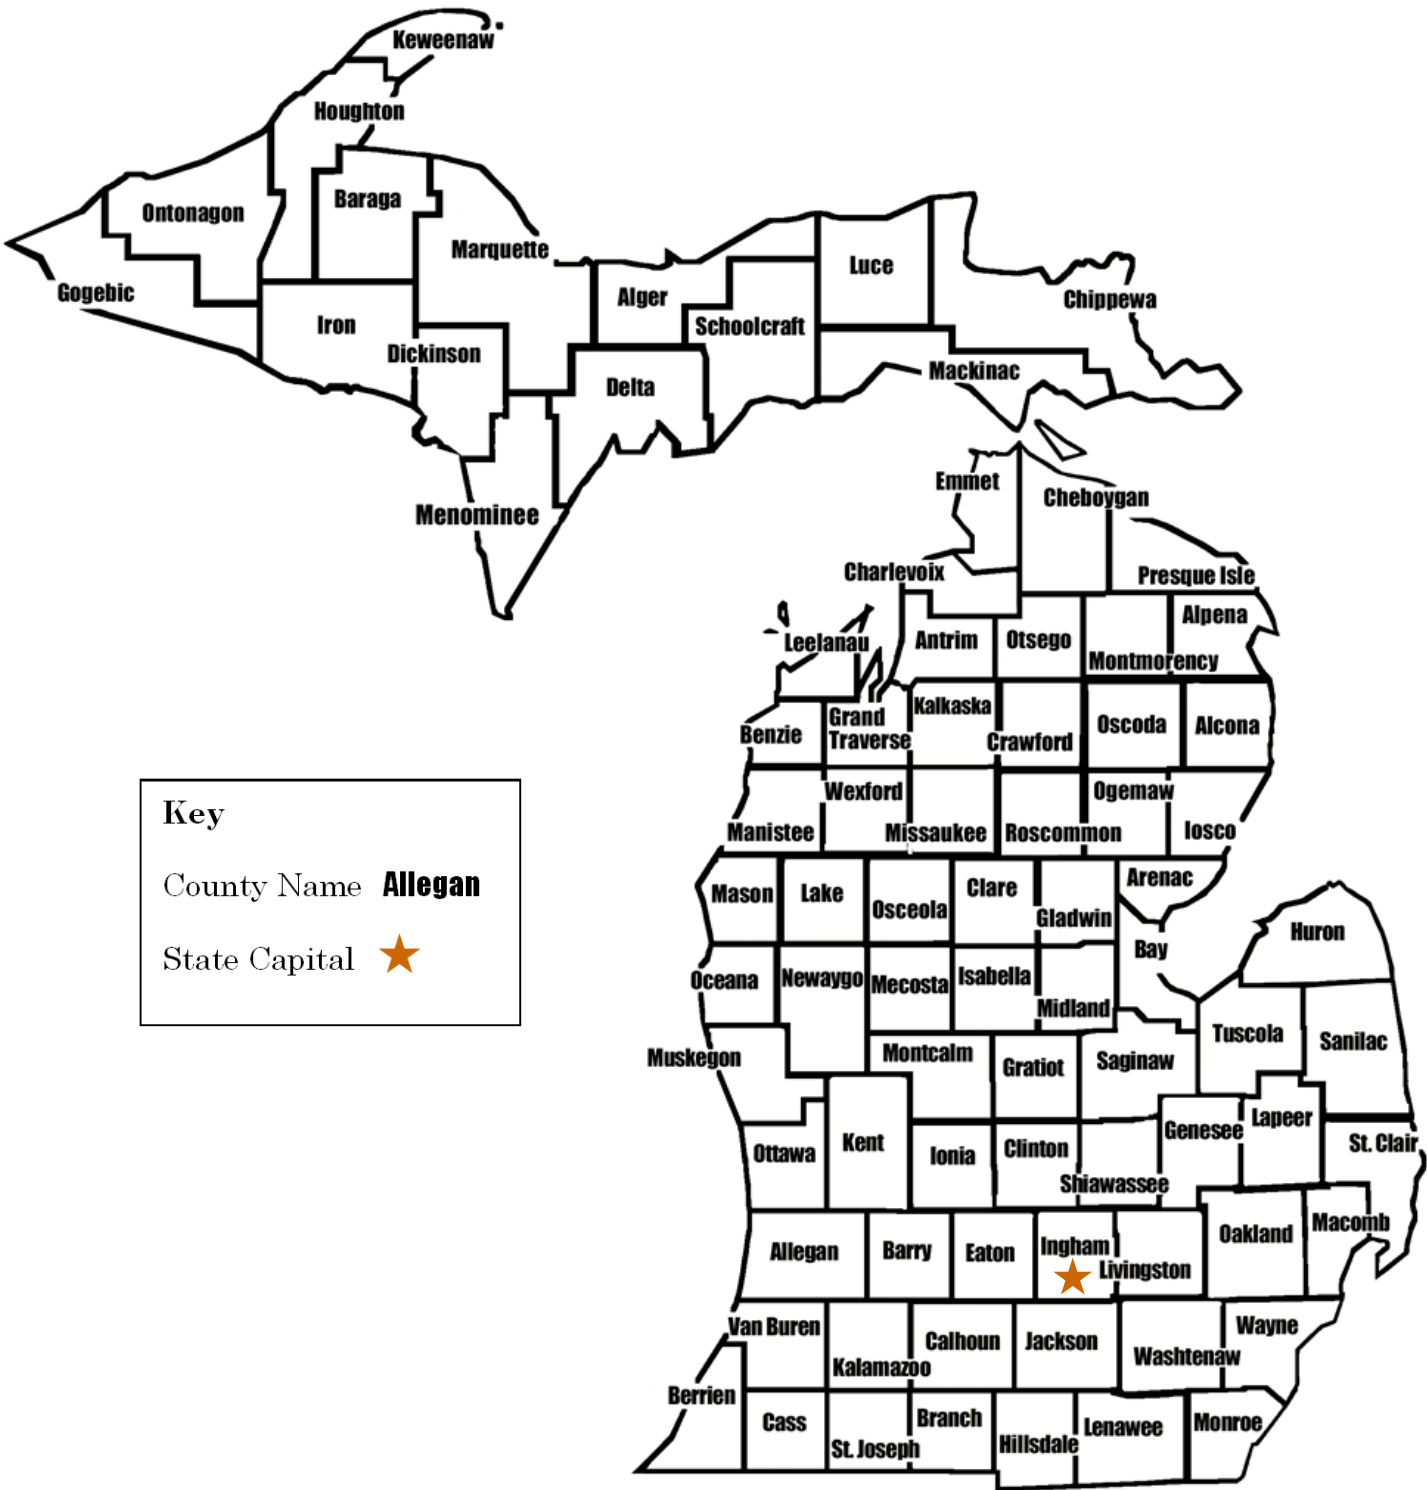 Keweenaw
Houghton
Baraga
Ontonagon
Marquette
Luce
Gogebic
Alger
Chippewa
Iron
Schoolcraft
Dickinson
Mackinac
Delta
Emmet
Cheboygan
Menominee
Charlevoix
Presque Isle
Alpena
Leelanau
Antrim
Otsego
Montmorency
Kalkaska
Grand
Traverse
Benzie
Crawford
Oscoda
Alcona
Wexford
Ogemaw
Manistee
Missaukee
Roscommon
Iosco
Key
County Name Allegan
State Capital
Mason
Lake
Osceola
Clare
Gladwin
Arenac
Huron
Bay
Oceana
Newaygo
Mecosta
Isabella
Midland
Tuscola
Sanilac
Muskegon
Montcalm
Gratiot
Saginaw
Lapeer
Genesee
St. Clair
Ottawa
Kent
Ionia
Clinton
Shiawassee
Allegan
Barry
Eaton
Ingham
Livingston
Oakland
Macomb
Van Buren
Kalamazoo
Calhoun
Jackson
Washtenaw
Wayne
Berrien
Cass
St. Joseph
Branch
Hillsdale
Lenawee
Monroe